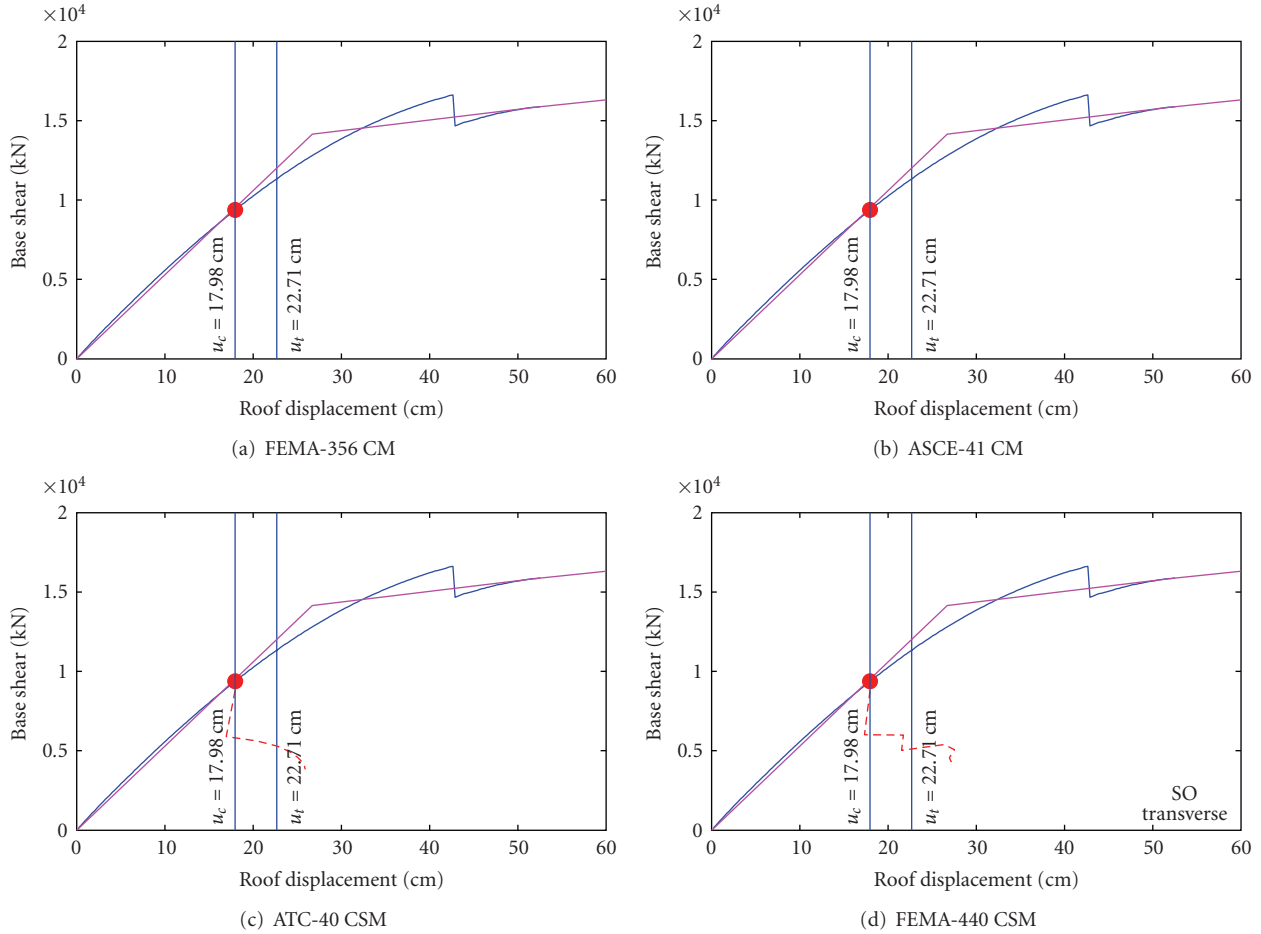 ×10⁴
2
1.5
1
0.5
0
Base shear (kN)
u_c = 17.98 cm
u_t = 22.71 cm
0 10 20 30 40 50 60
Roof displacement (cm)
(a) FEMA-356 CM
×10⁴
2
1.5
1
0.5
0
Base shear (kN)
u_c = 17.98 cm
u_t = 22.71 cm
0 10 20 30 40 50 60
Roof displacement (cm)
(b) ASCE-41 CM
×10⁴
2
1.5
1
0.5
0
Base shear (kN)
u_c = 17.98 cm
u_t = 22.71 cm
0 10 20 30 40 50 60
Roof displacement (cm)
(c) ATC-40 CSM
×10⁴
2
1.5
1
0.5
0
Base shear (kN)
u_c = 17.98 cm
u_t = 22.71 cm
SO
transverse
0 10 20 30 40 50 60
Roof displacement (cm)
(d) FEMA-440 CSM